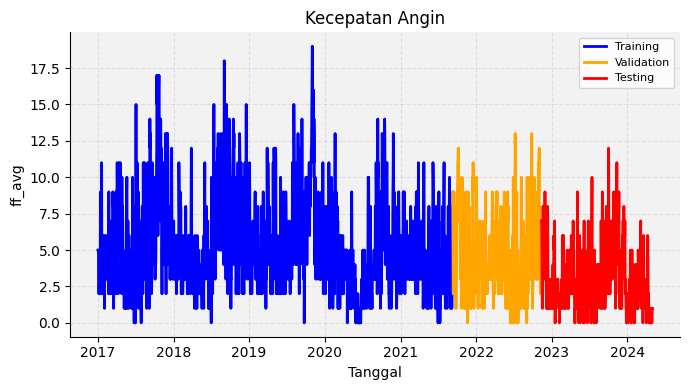 Kecepatan Angin
Training
Validation
Testing
ff_avg
17.5
15.0
12.5
10.0
7.5
5.0
2.5
0.0
2017 2018 2019 2020 2021 2022 2023 2024
Tanggal